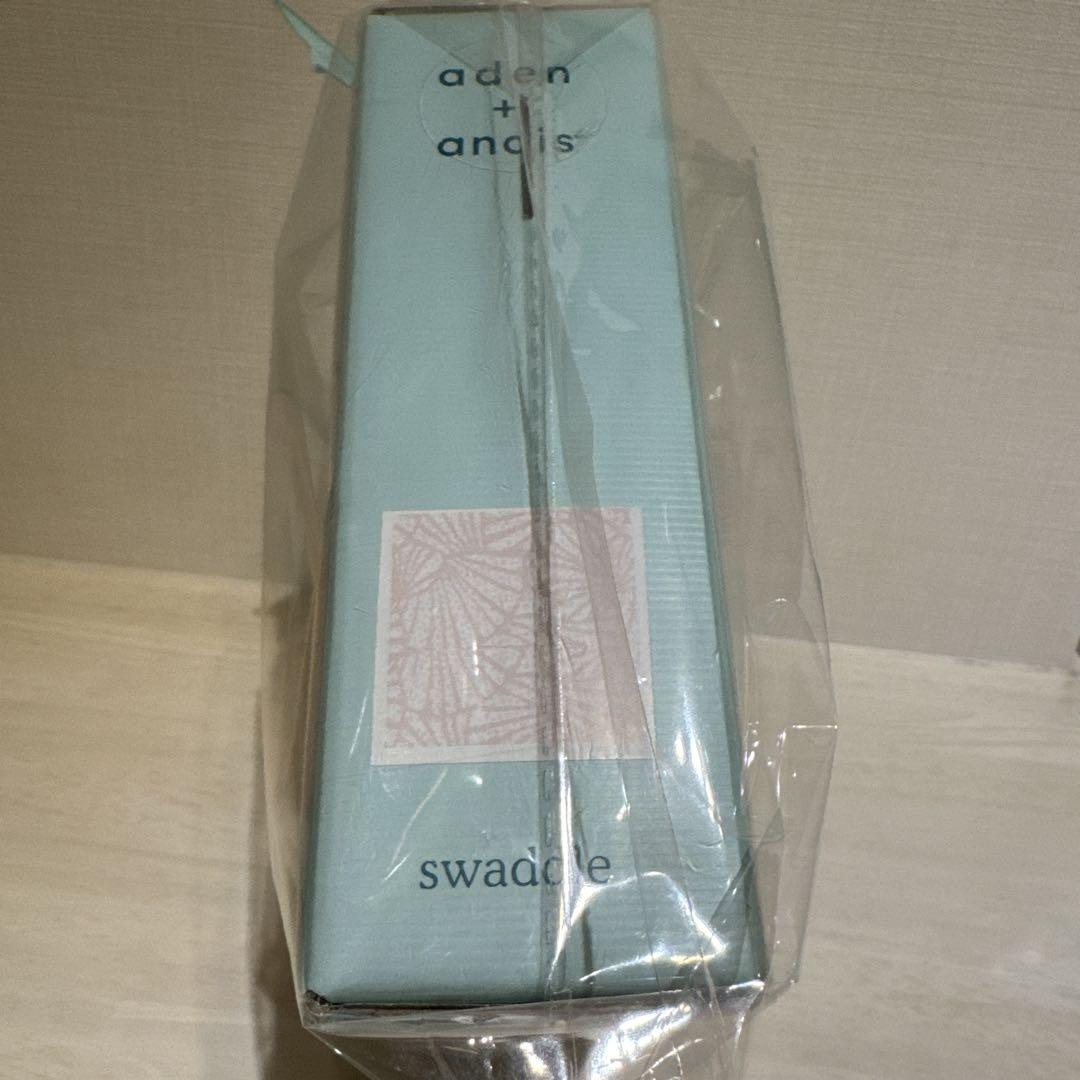 aden
+
anais
swaddle